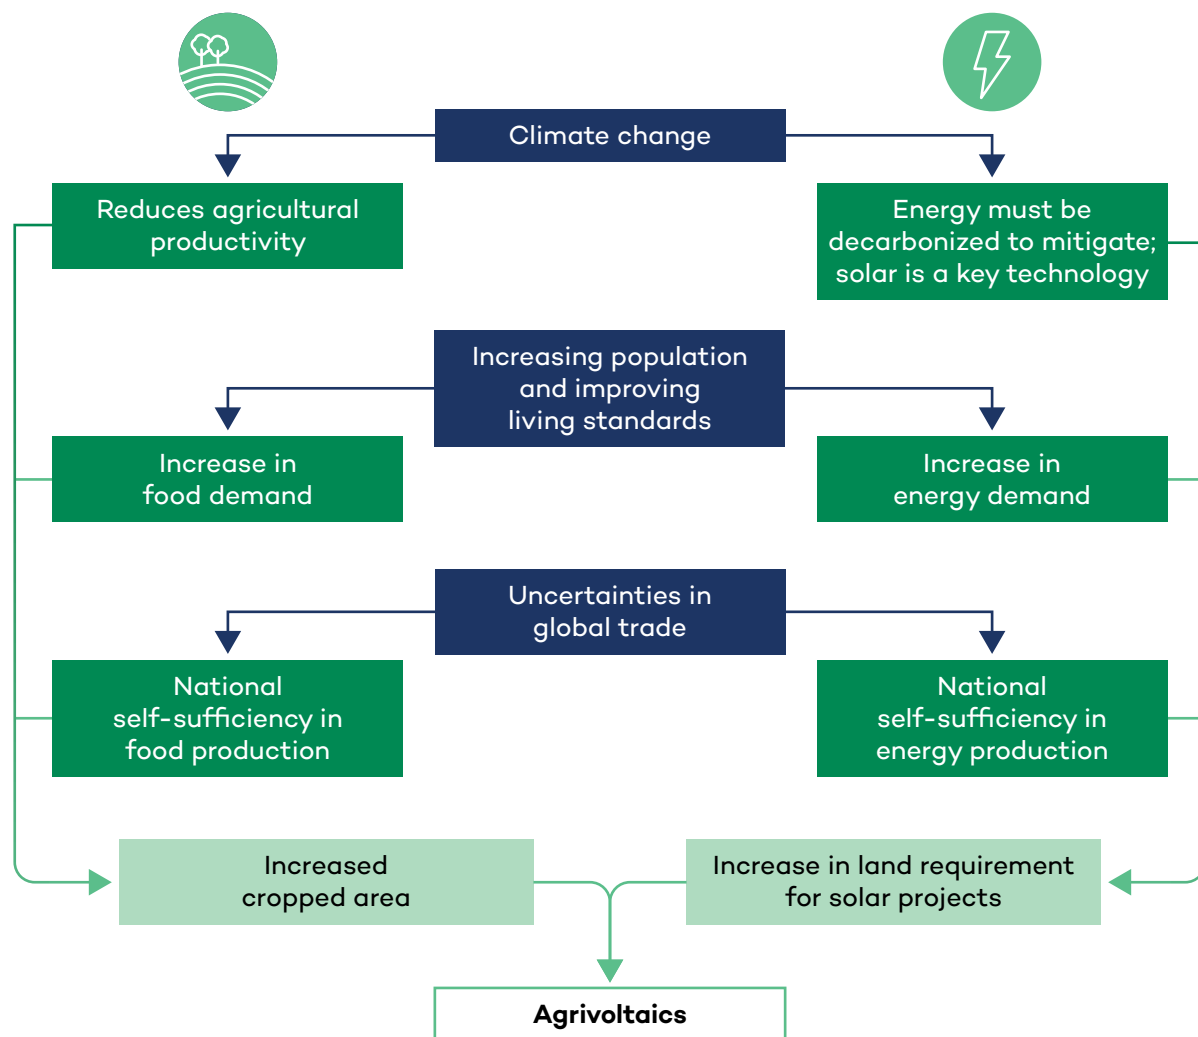 Climate change
Reduces agricultural
productivity
Energy must be
decarbonized to mitigate;
solar is a key technology
Increasing population
and improving
living standards
Increase in
food demand
Increase in
energy demand
Uncertainties in
global trade
National
self-sufficiency in
food production
National
self-sufficiency in
energy production
Increased
cropped area
Increase in land requirement
for solar projects
Agrivoltaics